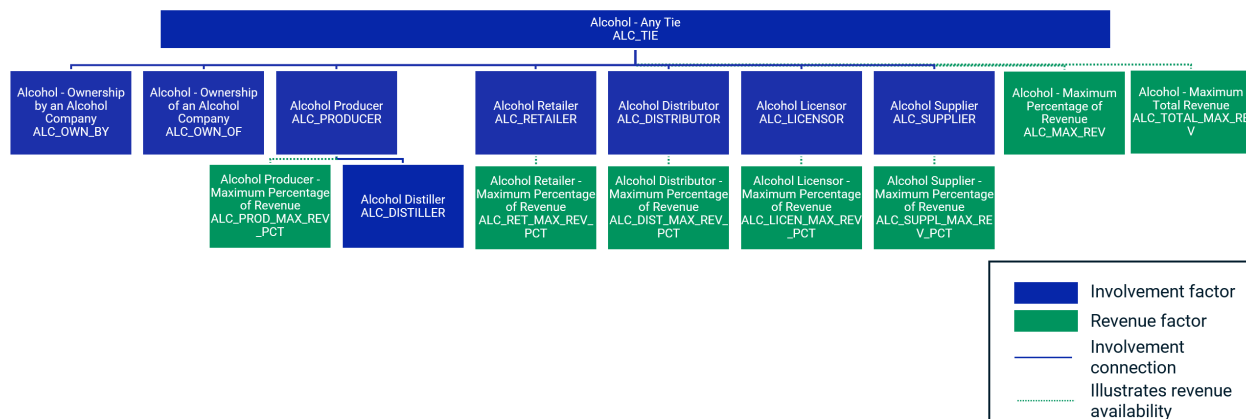 Alcohol - Any Tie
ALC_TIE
Alcohol - Ownership
by an Alcohol
Company
ALC_OWN_BY
Alcohol - Ownership
of an Alcohol
Company
ALC_OWN_OF
Alcohol Producer
ALC_PRODUCER
Alcohol Retailer
ALC_RETAILER
Alcohol Distributor
ALC_DISTRIBUTOR
Alcohol Licensor
ALC_LICENSOR
Alcohol Supplier
ALC_SUPPLIER
Alcohol - Maximum
Percentage of
Revenue
ALC_MAX_REV
Alcohol - Maximum
Total Revenue
ALC_TOTAL_MAX_RE
V
Alcohol Producer -
Maximum Percentage
of Revenue
ALC_PROD_MAX_REV
_PCT
Alcohol Distiller
ALC_DISTILLER
Alcohol Retailer -
Maximum Percentage
of Revenue
ALC_RET_MAX_REV_
PCT
Alcohol Distributor -
Maximum Percentage
of Revenue
ALC_DIST_MAX_REV_
PCT
Alcohol Licensor -
Maximum Percentage
of Revenue
ALC_LICEN_MAX_REV
_PCT
Alcohol Supplier -
Maximum Percentage
of Revenue
ALC_SUPPL_MAX_RE
V_PCT
Involvement factor
Revenue factor
Involvement
connection
Illustrates revenue
availability